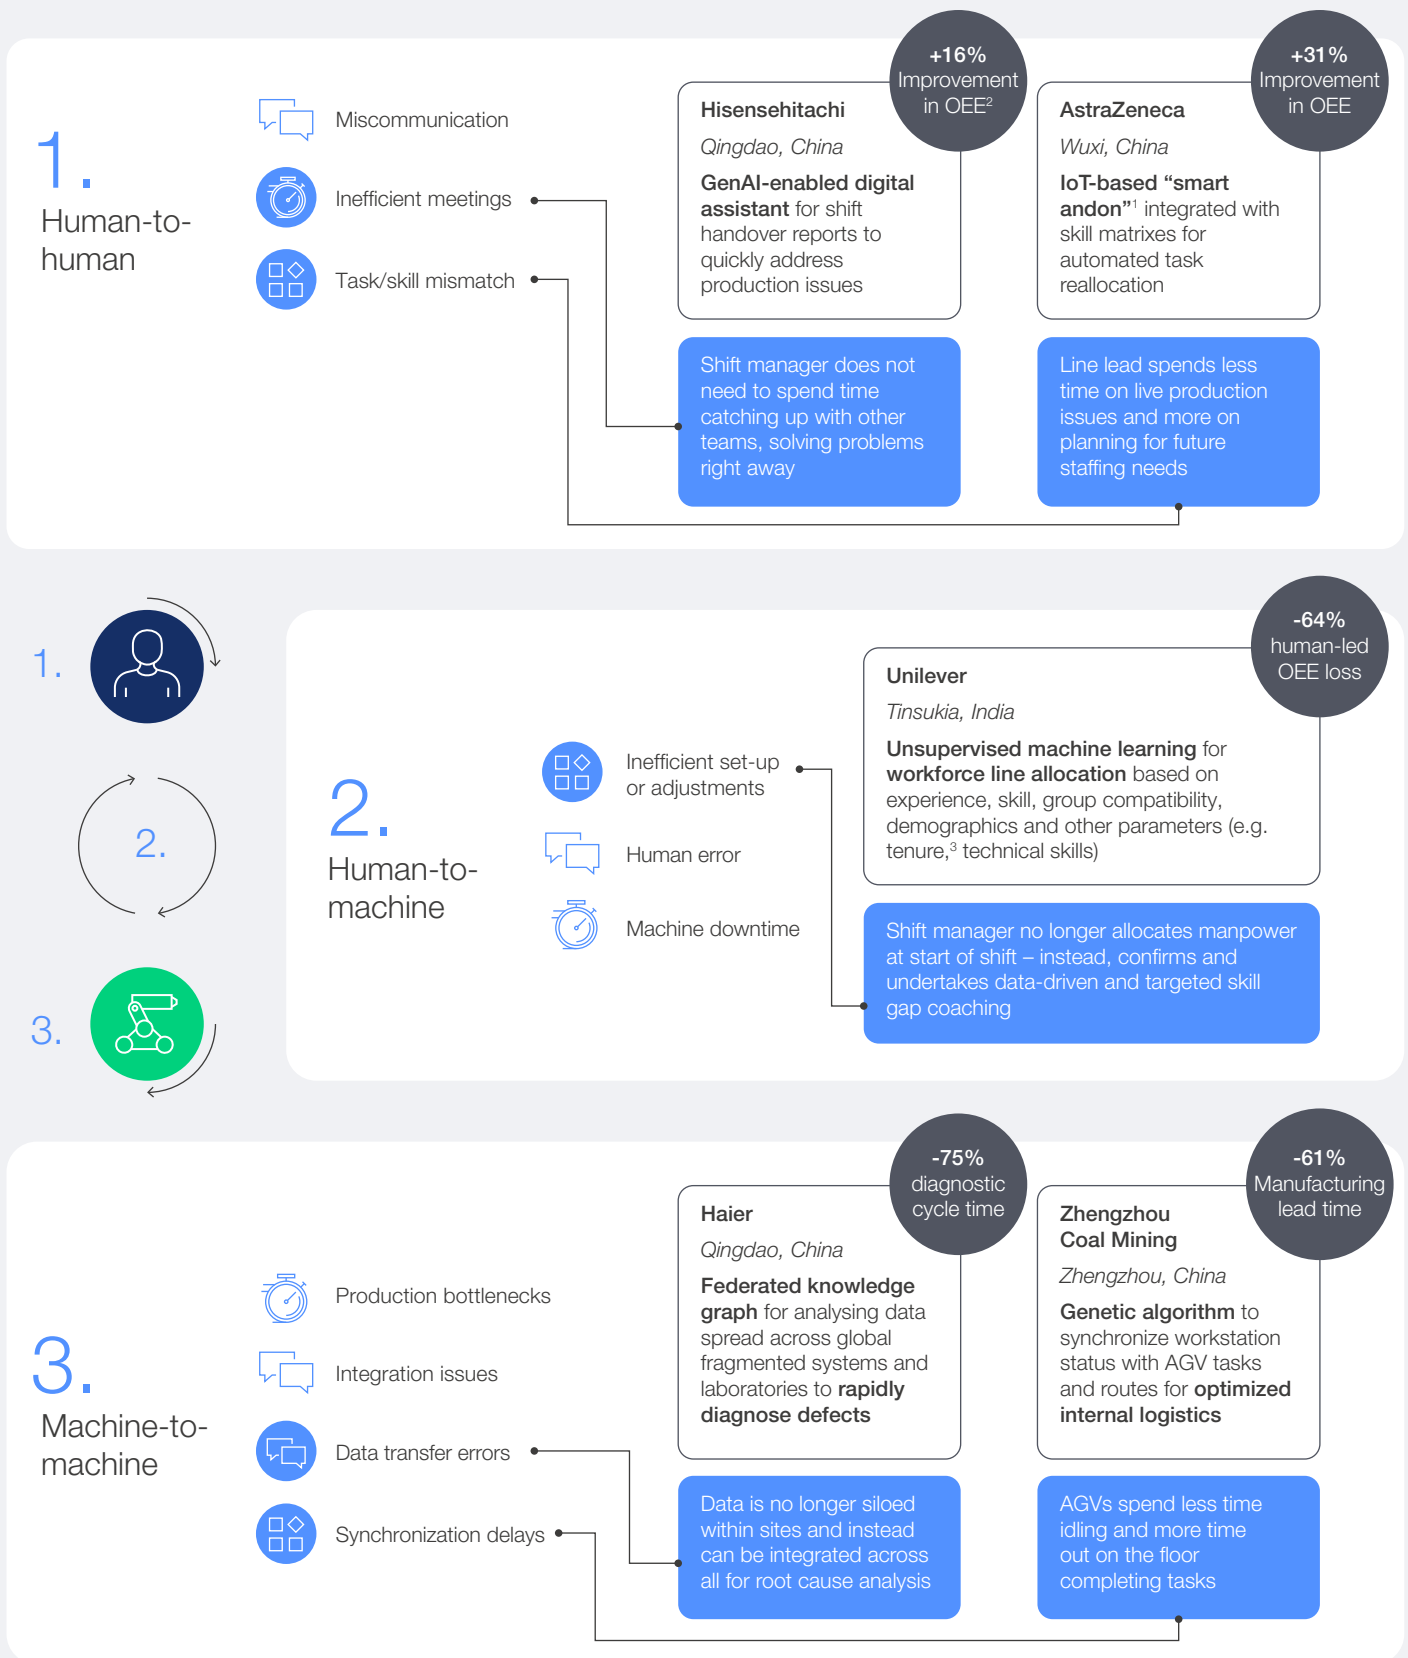 1.
Human-to-
human
Miscommunication
Inefficient meetings
Task/skill mismatch
+16%
Improvement
in OEE²
Hisensehitachi
Qingdao, China
GenAI-enabled digital
assistant for shift
handover reports to
quickly address
production issues
Shift manager does not
need to spend time
catching up with other
teams, solving problems
right away
+31%
Improvement
in OEE
AstraZeneca
Wuxi, China
IoT-based “smart
andon”¹ integrated with
skill matrixes for
automated task
reallocation
Line lead spends less
time on live production
issues and more on
planning for future
staffing needs
1.
2.
3.
2.
Human-to-
machine
Inefficient set-up
or adjustments
Human error
Machine downtime
-64%
human-led
OEE loss
Unilever
Tinsukia, India
Unsupervised machine learning for
workforce line allocation based on
experience, skill, group compatibility,
demographics and other parameters (e.g.
tenure,³ technical skills)
Shift manager no longer allocates manpower
at start of shift – instead, confirms and
undertakes data-driven and targeted skill
gap coaching
3.
Machine-to-
machine
Production bottlenecks
Integration issues
Data transfer errors
Synchronization delays
-75%
diagnostic
cycle time
Haier
Qingdao, China
Federated knowledge
graph for analysing data
spread across global
fragmented systems and
laboratories to rapidly
diagnose defects
Data is no longer siloed
within sites and instead
can be integrated across
all for root cause analysis
-61%
Manufacturing
lead time
Zhengzhou
Coal Mining
Zhengzhou, China
Genetic algorithm to
synchronize workstation
status with AGV tasks
and routes for optimized
internal logistics
AGVs spend less time
idling and more time
out on the floor
completing tasks